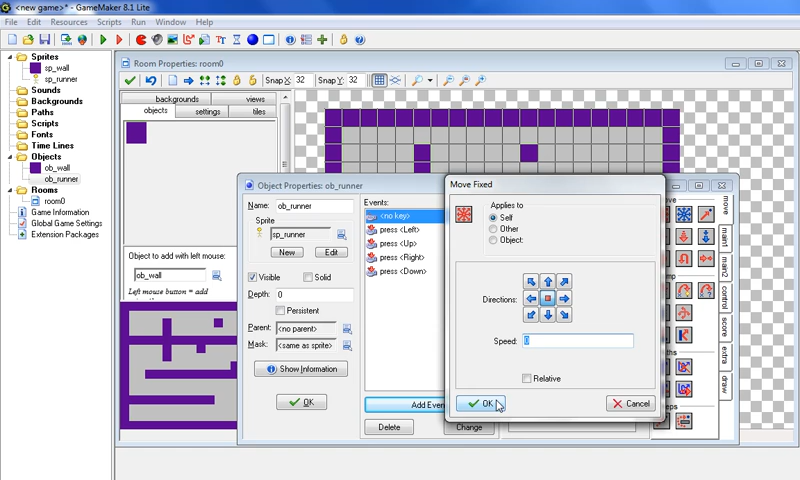 <new game>* - GameMaker 8.1 Lite
File Edit Resources Scripts Run Window Help
Sprites
sp_wall
sp_runner
Sounds
Backgrounds
Paths
Scripts
Fonts
Time Lines
Objects
ob_wall
ob_runner
Rooms
room0
Game Information
Global Game Settings
Extension Packages
Room Properties: room0
Snap X: 32 Snap Y: 32
backgrounds views
objects settings tiles
Object to add with left mouse:
ob_wall
Left mouse button = add
Object Properties: ob_runner
Name: ob_runner
Sprite
sp_runner
New Edit
Visible Solid
Depth: 0
Persistent
Parent: <no parent>
Mask: <same as sprite>
Show Information
OK
Events:
<no key>
press <Left>
press <Up>
press <Right>
press <Down>
Add Even
Delete Change
Move Fixed
Applies to
Self
Other
Object:
Directions:
Speed: 0
Relative
OK Cancel
move
main1
main2
control
score
extra
draw